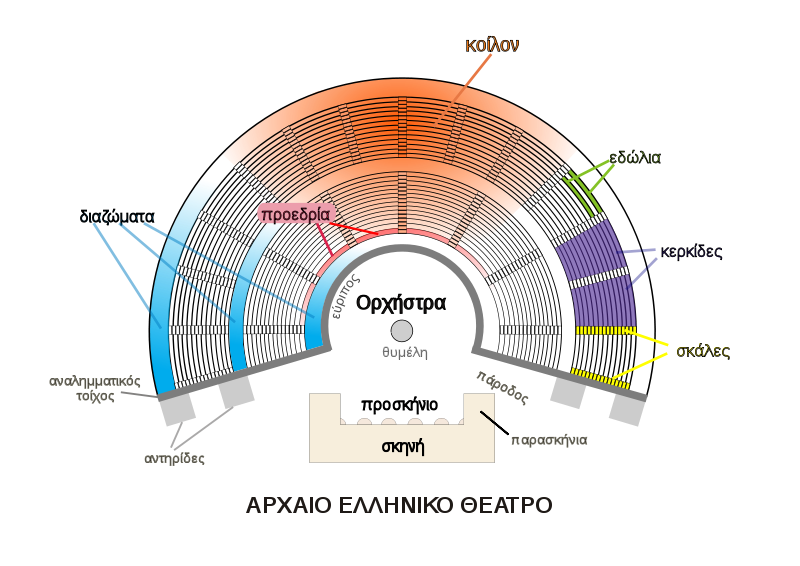 κοίλον
εδώλια
διαζώματα
προεδρία
κερκίδες
εύριπος
Ορχήστρα
θυμέλη
σκάλες
αναλημματικός
τοίχος
πάροδος
προσκήνιο
παρασκήνια
σκηνή
αντηρίδες
ΑΡΧΑΙΟ ΕΛΛΗΝΙΚΟ ΘΕΑΤΡΟ